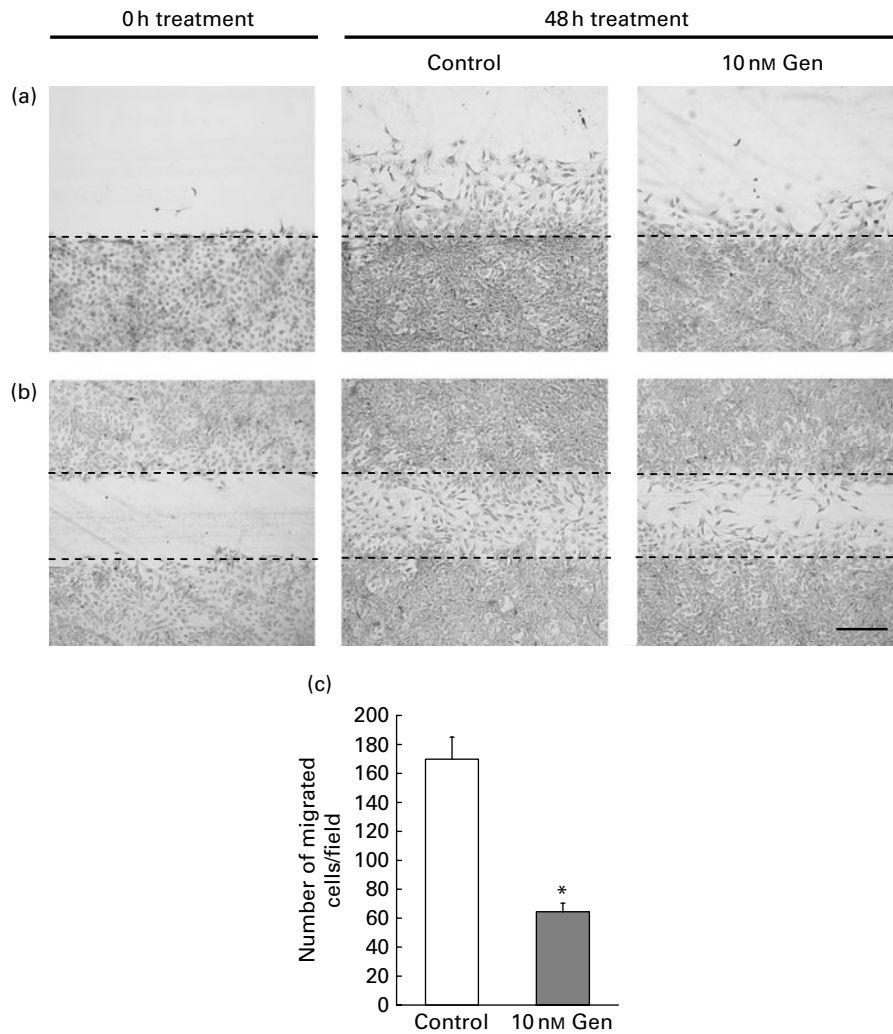 0 h treatment
48 h treatment
Control
10 nM Gen
(a)
(b)
(c)
Number of migrated
cells/field
200
180
160
140
120
100
80
60
40
20
0
*
Control
10 nM Gen